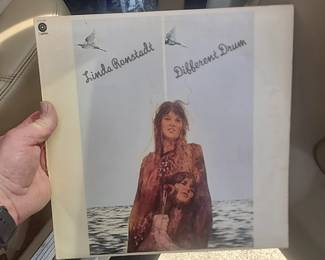 Linda Ronstadt
Different Drum